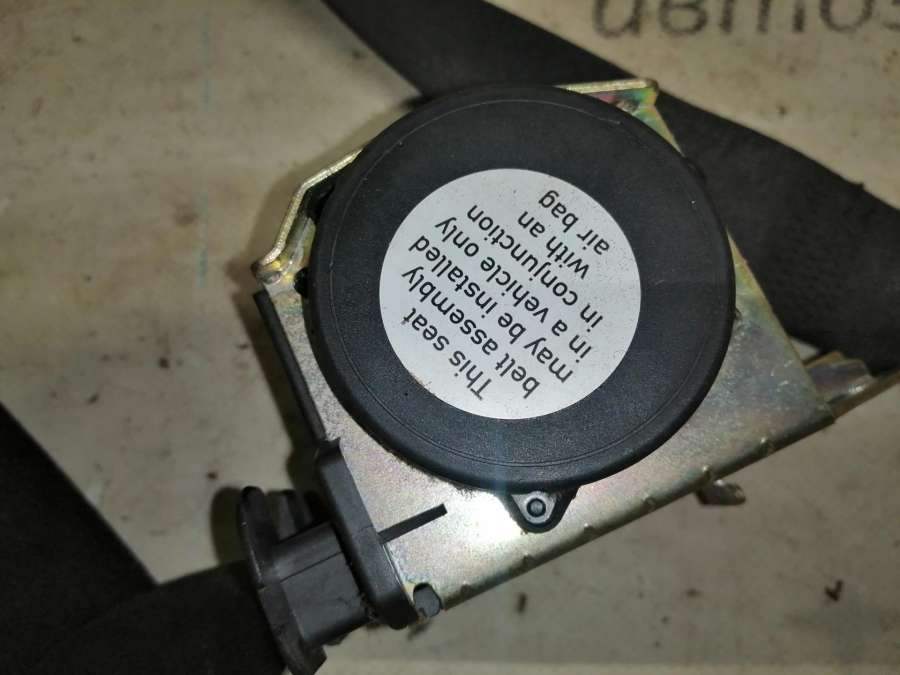 This seat
belt assembly
may be installed
in a vehicle only
in conjunction
with an
air bag